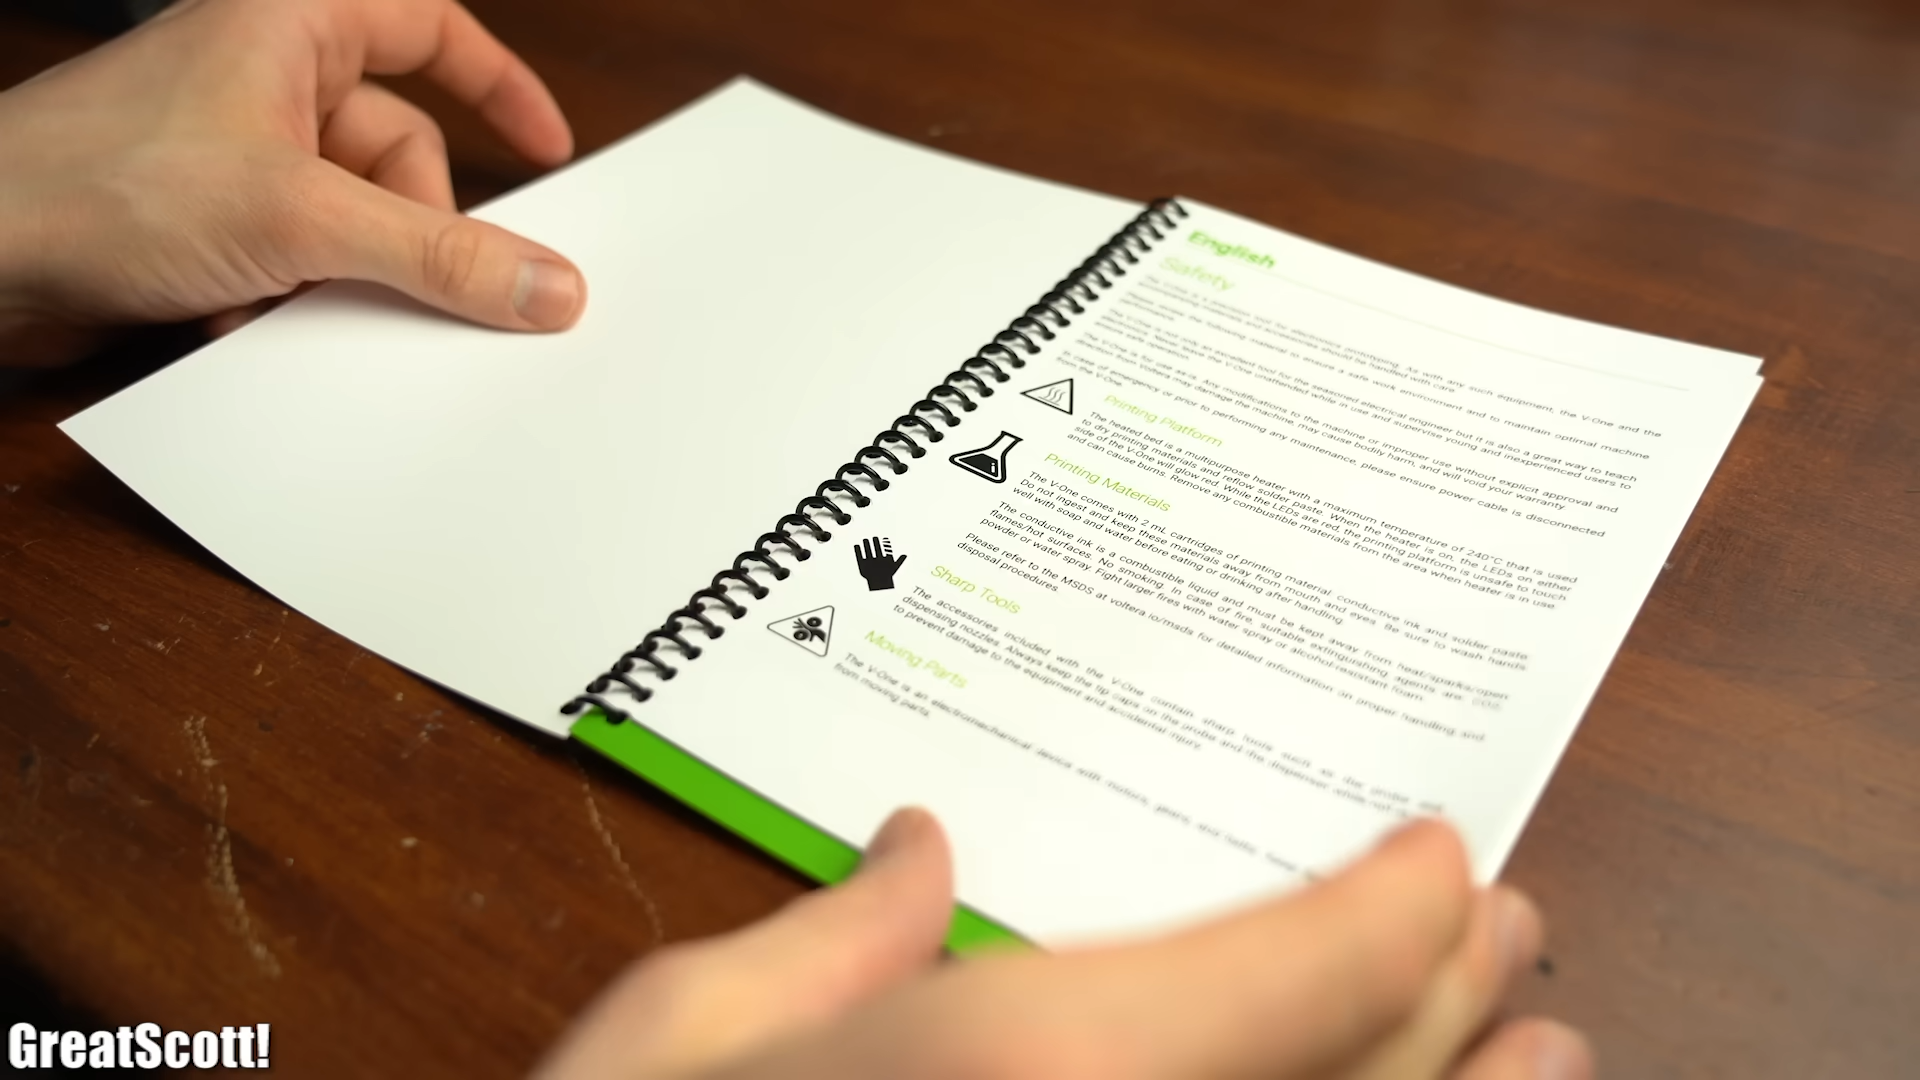 English
Safety
The V-One is a precision tool for electronics prototyping. As with any such equipment, the V-One and the
accompanying materials and accessories should be handled with care.
Please review the following material to ensure a safe work environment and to maintain optimal machine
performance.
The V-One is not only an excellent tool for the seasoned electrical engineer but it is also a great way to teach
electronics. Never leave the V-One unattended while in use and supervise young and inexperienced users to
ensure safe operation.
The V-One is for use as-is. Any modifications to the machine or improper use without explicit approval and
direction from Voltera may damage the machine, may cause bodily harm, and will void your warranty.
In case of emergency or prior to performing any maintenance, please ensure power cable is disconnected
from the V-One.
Printing Platform
The heated bed is a multipurpose heater with a maximum temperature of 240°C that is used
to dry printing materials and reflow solder paste. When the heater is on, the LEDs on either
side of the V-One will glow red. While the LEDs are red, the printing platform is unsafe to touch
and can cause burns. Remove any combustible materials from the area when heater is in use.
Printing Materials
The V-One comes with 2 mL cartridges of printing material: conductive ink and solder paste.
Do not ingest and keep these materials away from mouth and eyes. Be sure to wash hands
well with soap and water before eating or drinking after handling.
The conductive ink is a combustible liquid and must be kept away from heat/sparks/open
flames/hot surfaces. No smoking. In case of fire, suitable extinguishing agents are: CO2,
powder or water spray. Fight larger fires with water spray or alcohol-resistant foam.
Please refer to the MSDS at voltera.io/msds for detailed information on proper handling and
disposal procedures.
Sharp Tools
The accessories included with the V-One contain sharp tools such as the probe and
dispensing nozzles. Always keep the tip caps on the probe and the dispenser while not
to prevent damage to the equipment and accidental injury.
Moving Parts
The V-One is an electromechanical device with motors, gears, and belts.
from moving parts.
GreatScott!